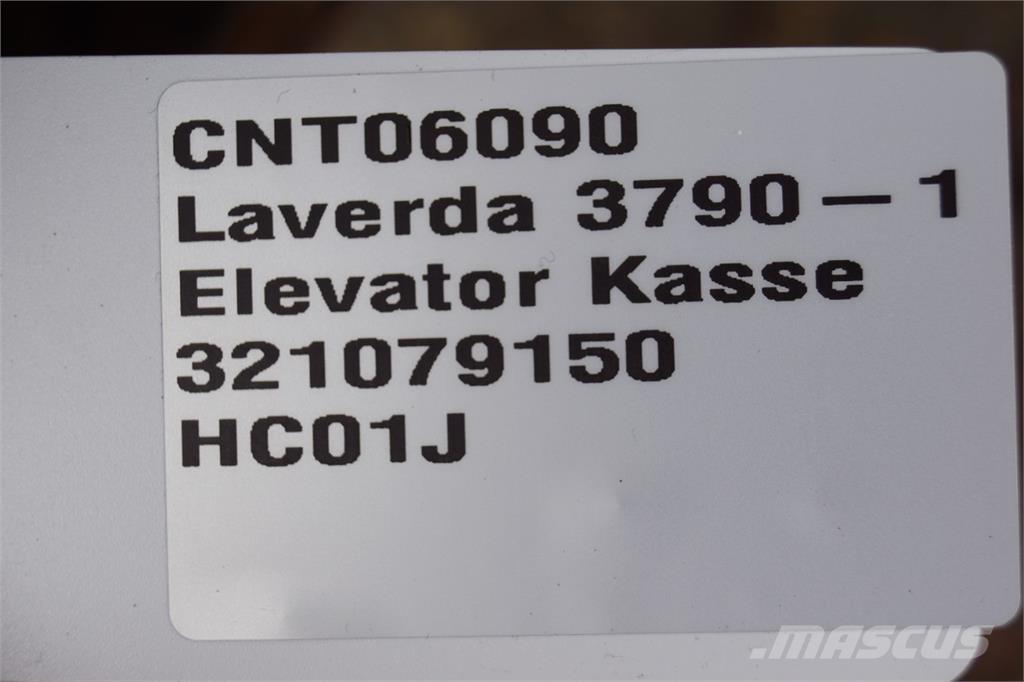 CNT06090
Laverda 3790 – 1
Elevator Kasse
321079150
HC01J
.MASCUS